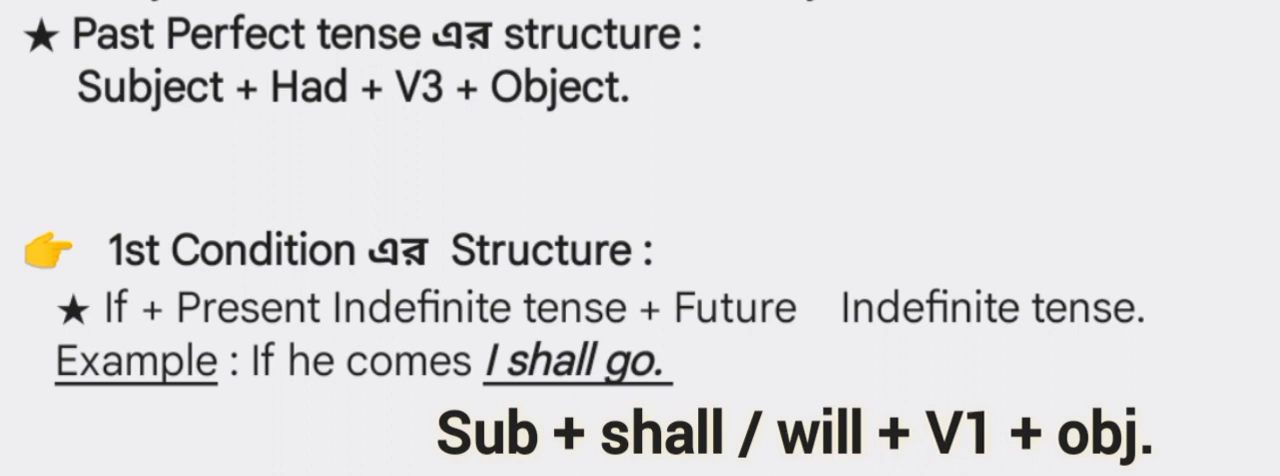 ★ Past Perfect tense এর structure :
Subject + Had + V3 + Object.
👉 1st Condition এর Structure :
★ If + Present Indefinite tense + Future Indefinite tense.
Example : If he comes I shall go.
Sub + shall / will + V1 + obj.